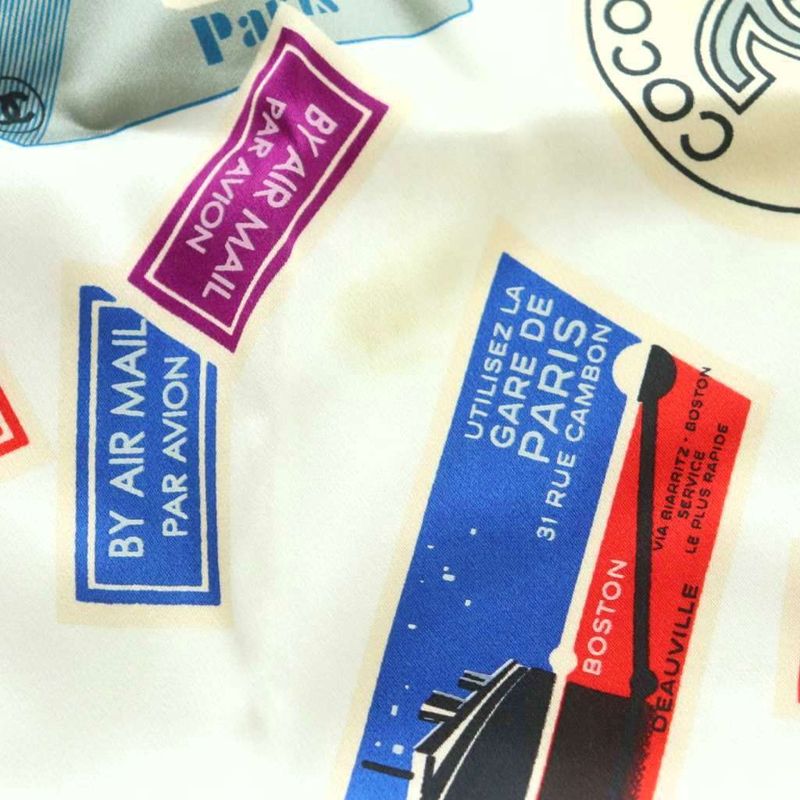 Paris
COCO
BY AIR MAIL
PAR AVION
BY AIR MAIL
PAR AVION
UTILISEZ LA
GARE DE
PARIS
31 RUE CAMBON
VIA BIARRITZ · BOSTON
SERVICE
LE PLUS RAPIDE
BOSTON
DEAUVILLE